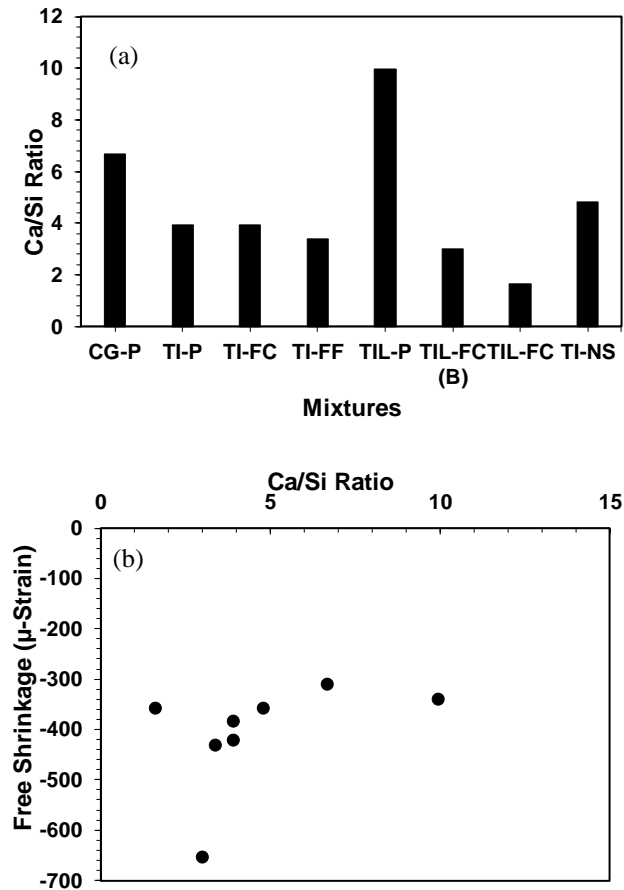 12
10
8
6
4
2
0
Ca/Si Ratio
(a)
CG-P TI-P TI-FC TI-FF TIL-P TIL-FC TIL-FC TI-NS
(B)
Mixtures
Ca/Si Ratio
0 5 10 15
0
-100
-200
-300
-400
-500
-600
-700
Free Shrinkage (µ-Strain)
(b)